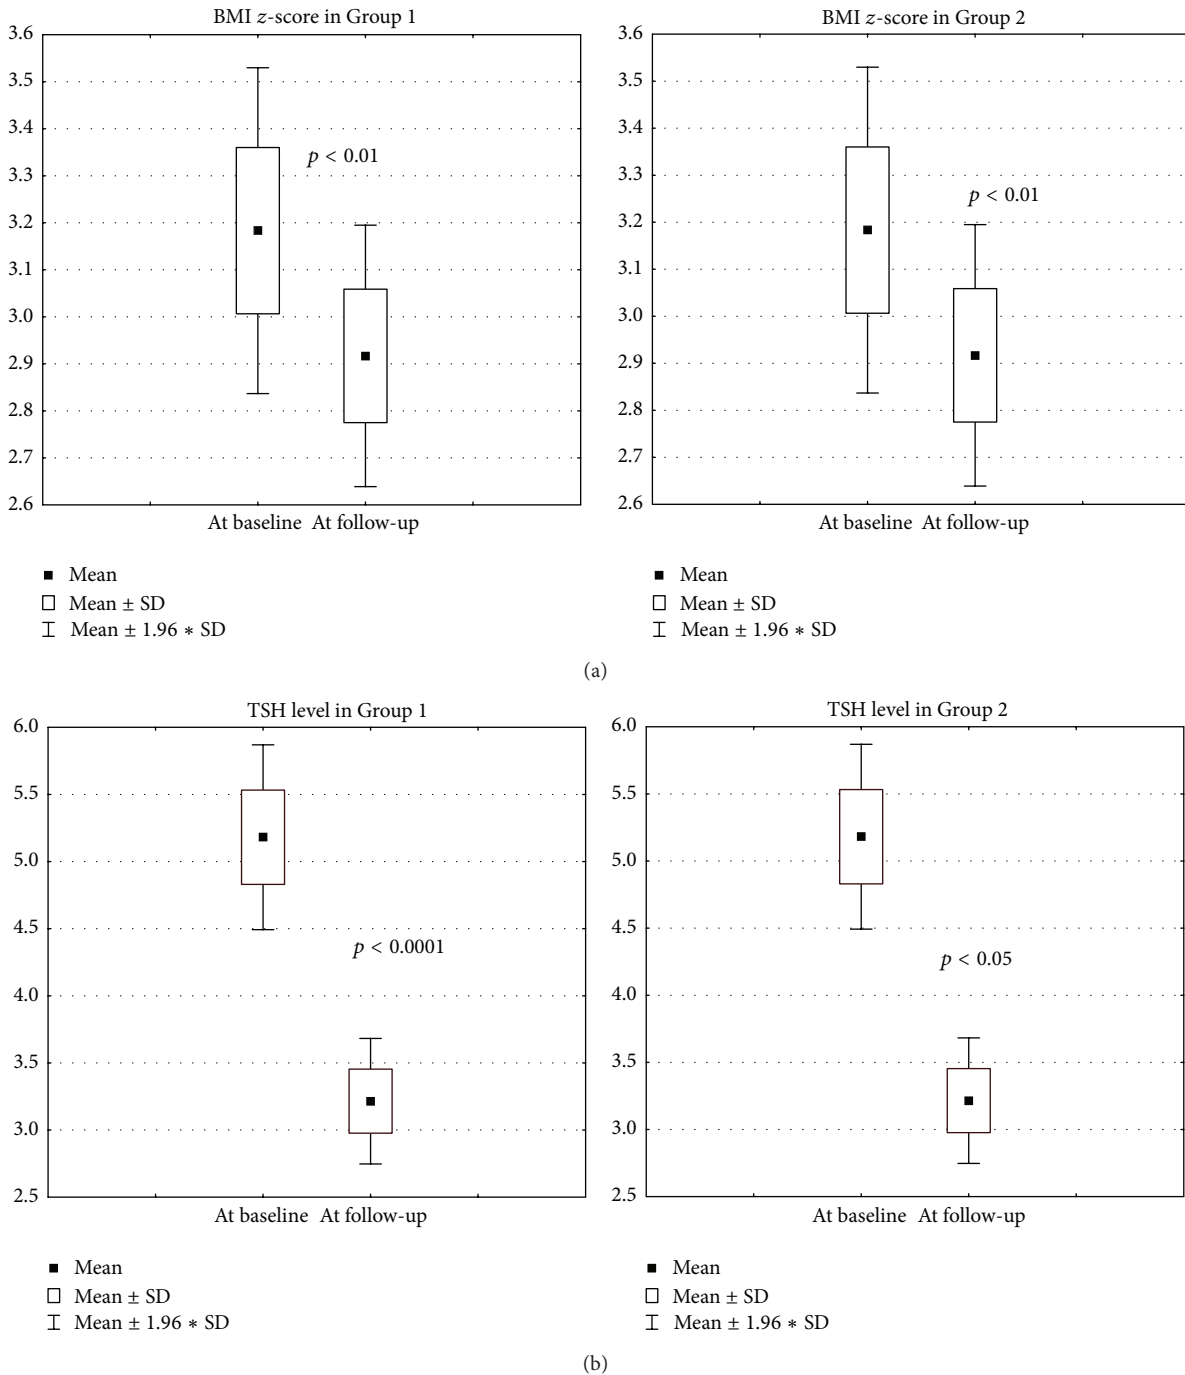 BMI z-score in Group 1
3.6
3.5
3.4
3.3
3.2
3.1
3.0
2.9
2.8
2.7
2.6
p < 0.01
At baseline At follow-up
Mean
Mean ± SD
Mean ± 1.96 * SD
BMI z-score in Group 2
3.6
3.5
3.4
3.3
3.2
3.1
3.0
2.9
2.8
2.7
2.6
p < 0.01
At baseline At follow-up
Mean
Mean ± SD
Mean ± 1.96 * SD
(a)
TSH level in Group 1
6.0
5.5
5.0
4.5
4.0
3.5
3.0
2.5
p < 0.0001
At baseline At follow-up
Mean
Mean ± SD
Mean ± 1.96 * SD
TSH level in Group 2
6.0
5.5
5.0
4.5
4.0
3.5
3.0
2.5
p < 0.05
At baseline At follow-up
Mean
Mean ± SD
Mean ± 1.96 * SD
(b)